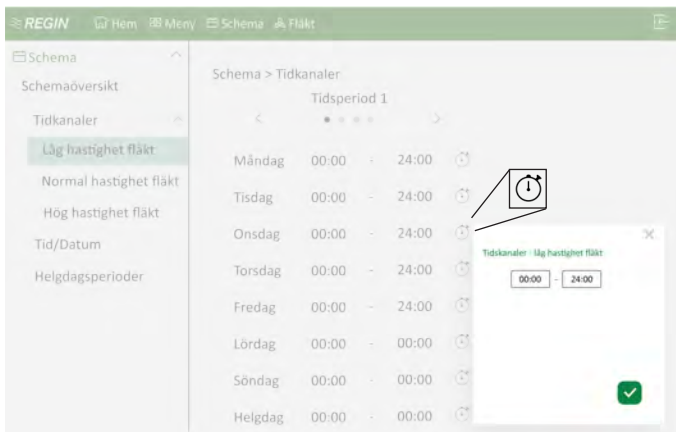 REGIN Hem Meny Schema Fläkt
Schema
Schemaöversikt
Tidkanaler
Låg hastighet fläkt
Normal hastighet fläkt
Hög hastighet fläkt
Tid/Datum
Helgdagsperioder
Schema > Tidkanaler
Tidsperiod 1
< >
Måndag 00:00 - 24:00
Tisdag 00:00 - 24:00
Onsdag 00:00 - 24:00
Torsdag 00:00 - 24:00
Fredag 00:00 - 24:00
Lördag 00:00 - 00:00
Söndag 00:00 - 00:00
Helgdag 00:00 - 00:00
Tidskanaler - låg hastighet fläkt
00:00 - 24:00